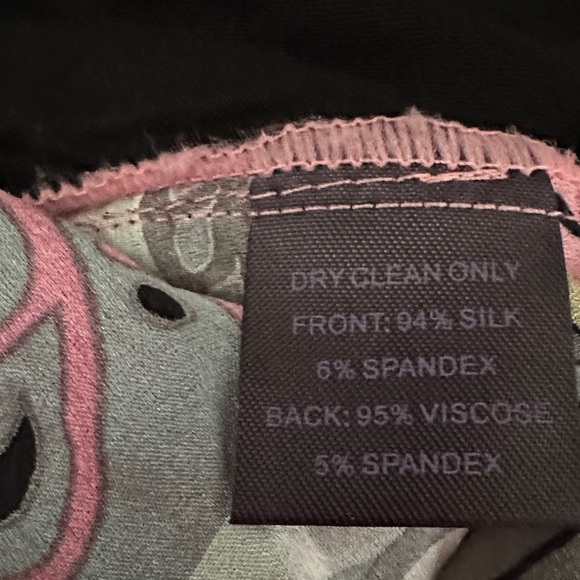 DRY CLEAN ONLY
FRONT: 94% SILK
6% SPANDEX
BACK: 95% VISCOSE
5% SPANDEX